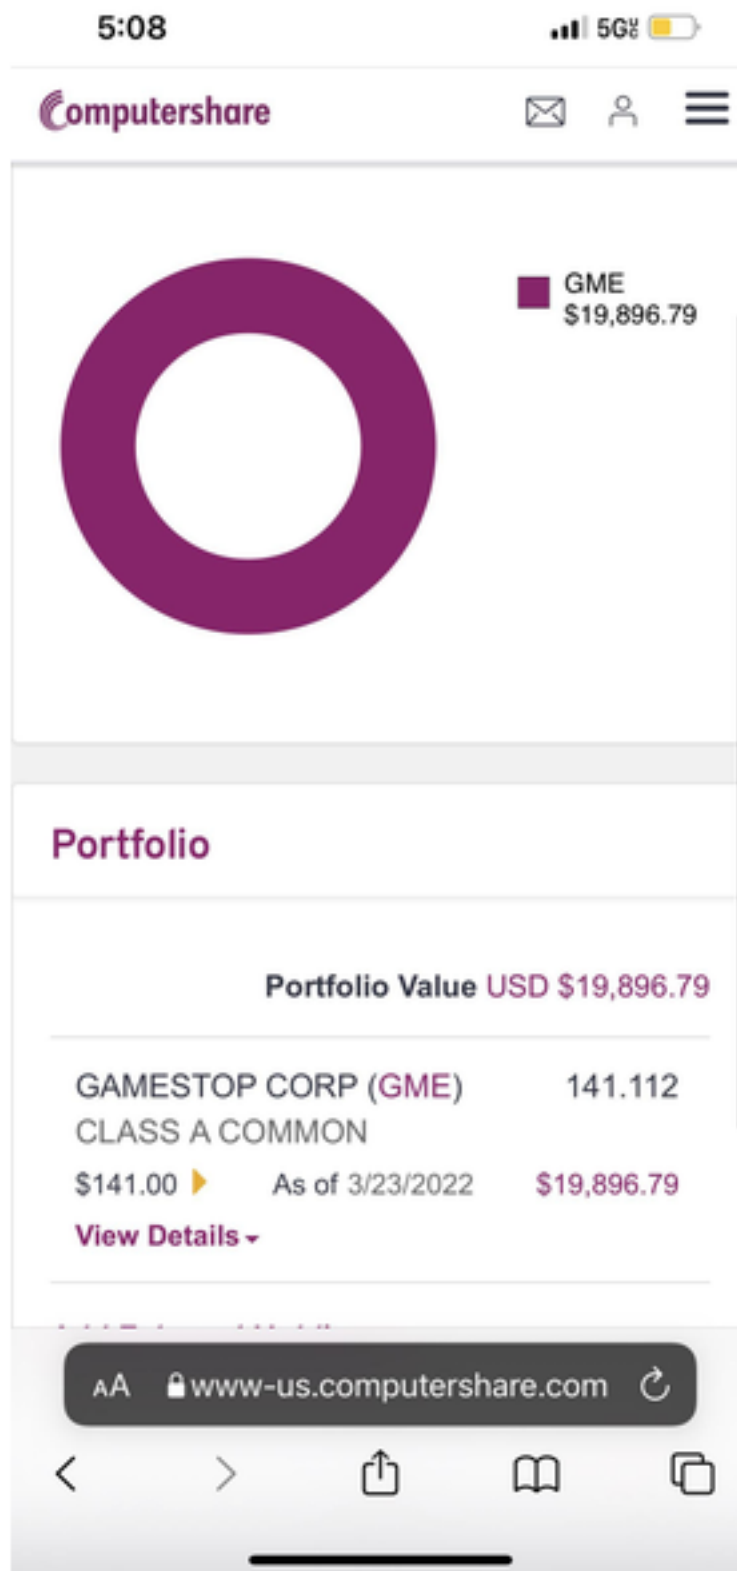 5:08 5G
Computershare
GME
$19,896.79
Portfolio
Portfolio Value USD $19,896.79
GAMESTOP CORP (GME) 141.112
CLASS A COMMON
$141.00 As of 3/23/2022 $19,896.79
View Details
AA www-us.computershare.com